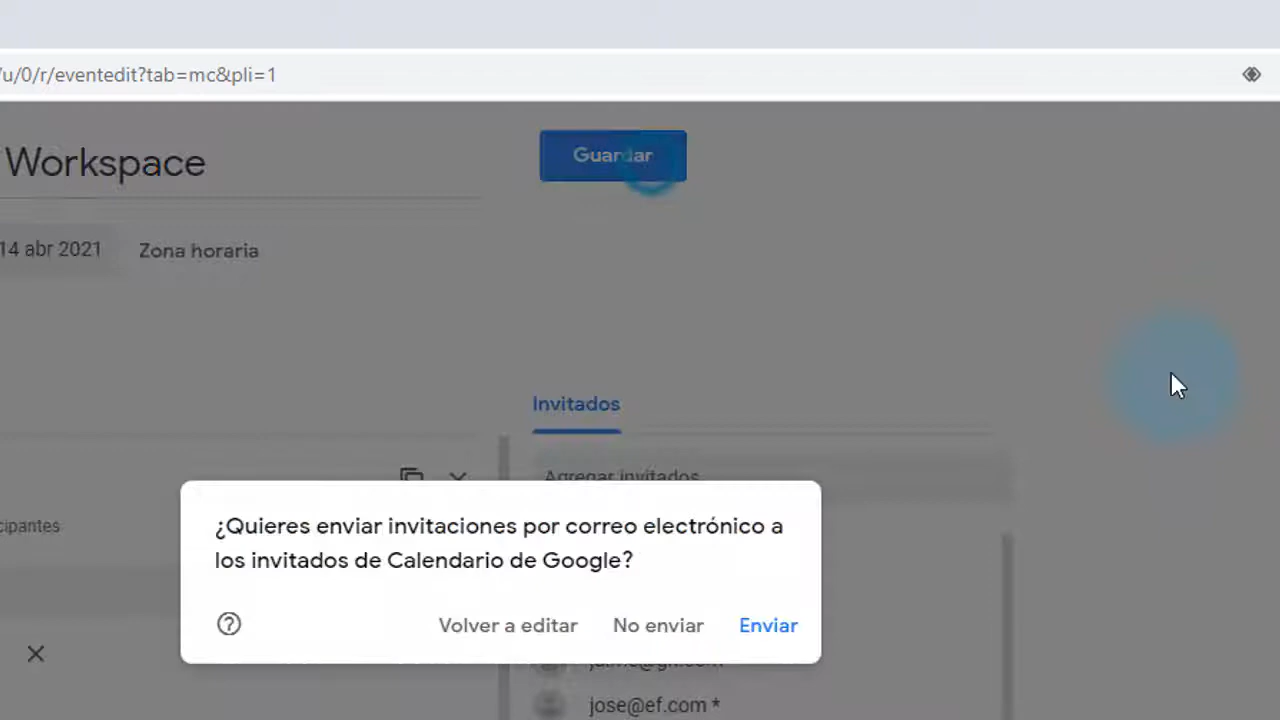 /u/0/r/eventedit?tab=mc&pli=1
Workspace
Guardar
14 abr 2021
Zona horaria
Invitados
Agregar invitados
cipantes
¿Quieres enviar invitaciones por correo electrónico a
los invitados de Calendario de Google?
Volver a editar
No enviar
Enviar
jose@ef.com *